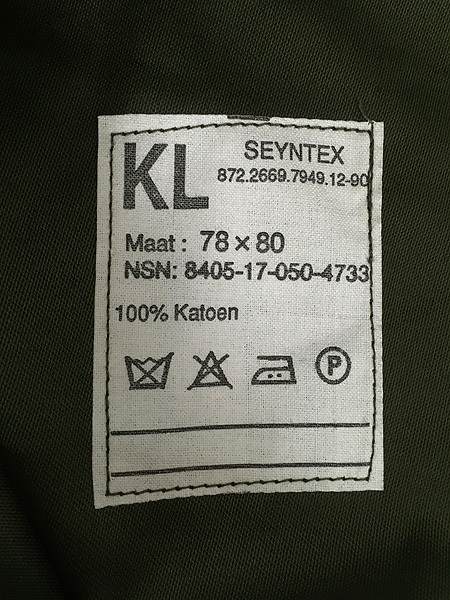 KL
SEYNTEX
872.2669.7949.12-90
Maat : 78 × 80
NSN: 8405-17-050-4733
100% Katoen
P